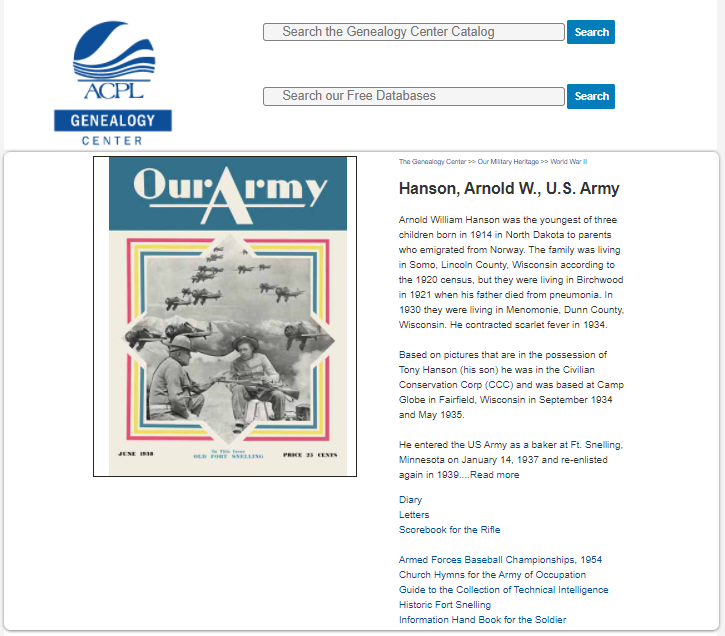 Search the Genealogy Center Catalog
Search
ACPL
GENEALOGY
CENTER
Search our Free Databases
Search
The Genealogy Center >> Our Military Heritage >> World War II
Our Army
JUNE 1938
In This Issue
OLD FORT SNELLING
PRICE 25 CENTS
Hanson, Arnold W., U.S. Army
Arnold William Hanson was the youngest of three
children born in 1914 in North Dakota to parents
who emigrated from Norway. The family was living
in Somo, Lincoln County, Wisconsin according to
the 1920 census, but they were living in Birchwood
in 1921 when his father died from pneumonia. In
1930 they were living in Menomonie, Dunn County,
Wisconsin. He contracted scarlet fever in 1934.
Based on pictures that are in the possession of
Tony Hanson (his son) he was in the Civilian
Conservation Corp (CCC) and was based at Camp
Globe in Fairfield, Wisconsin in September 1934
and May 1935.
He entered the US Army as a baker at Ft. Snelling,
Minnesota on January 14, 1937 and re-enlisted
again in 1939....Read more
Diary
Letters
Scorebook for the Rifle
Armed Forces Baseball Championships, 1954
Church Hymns for the Army of Occupation
Guide to the Collection of Technical Intelligence
Historic Fort Snelling
Information Hand Book for the Soldier